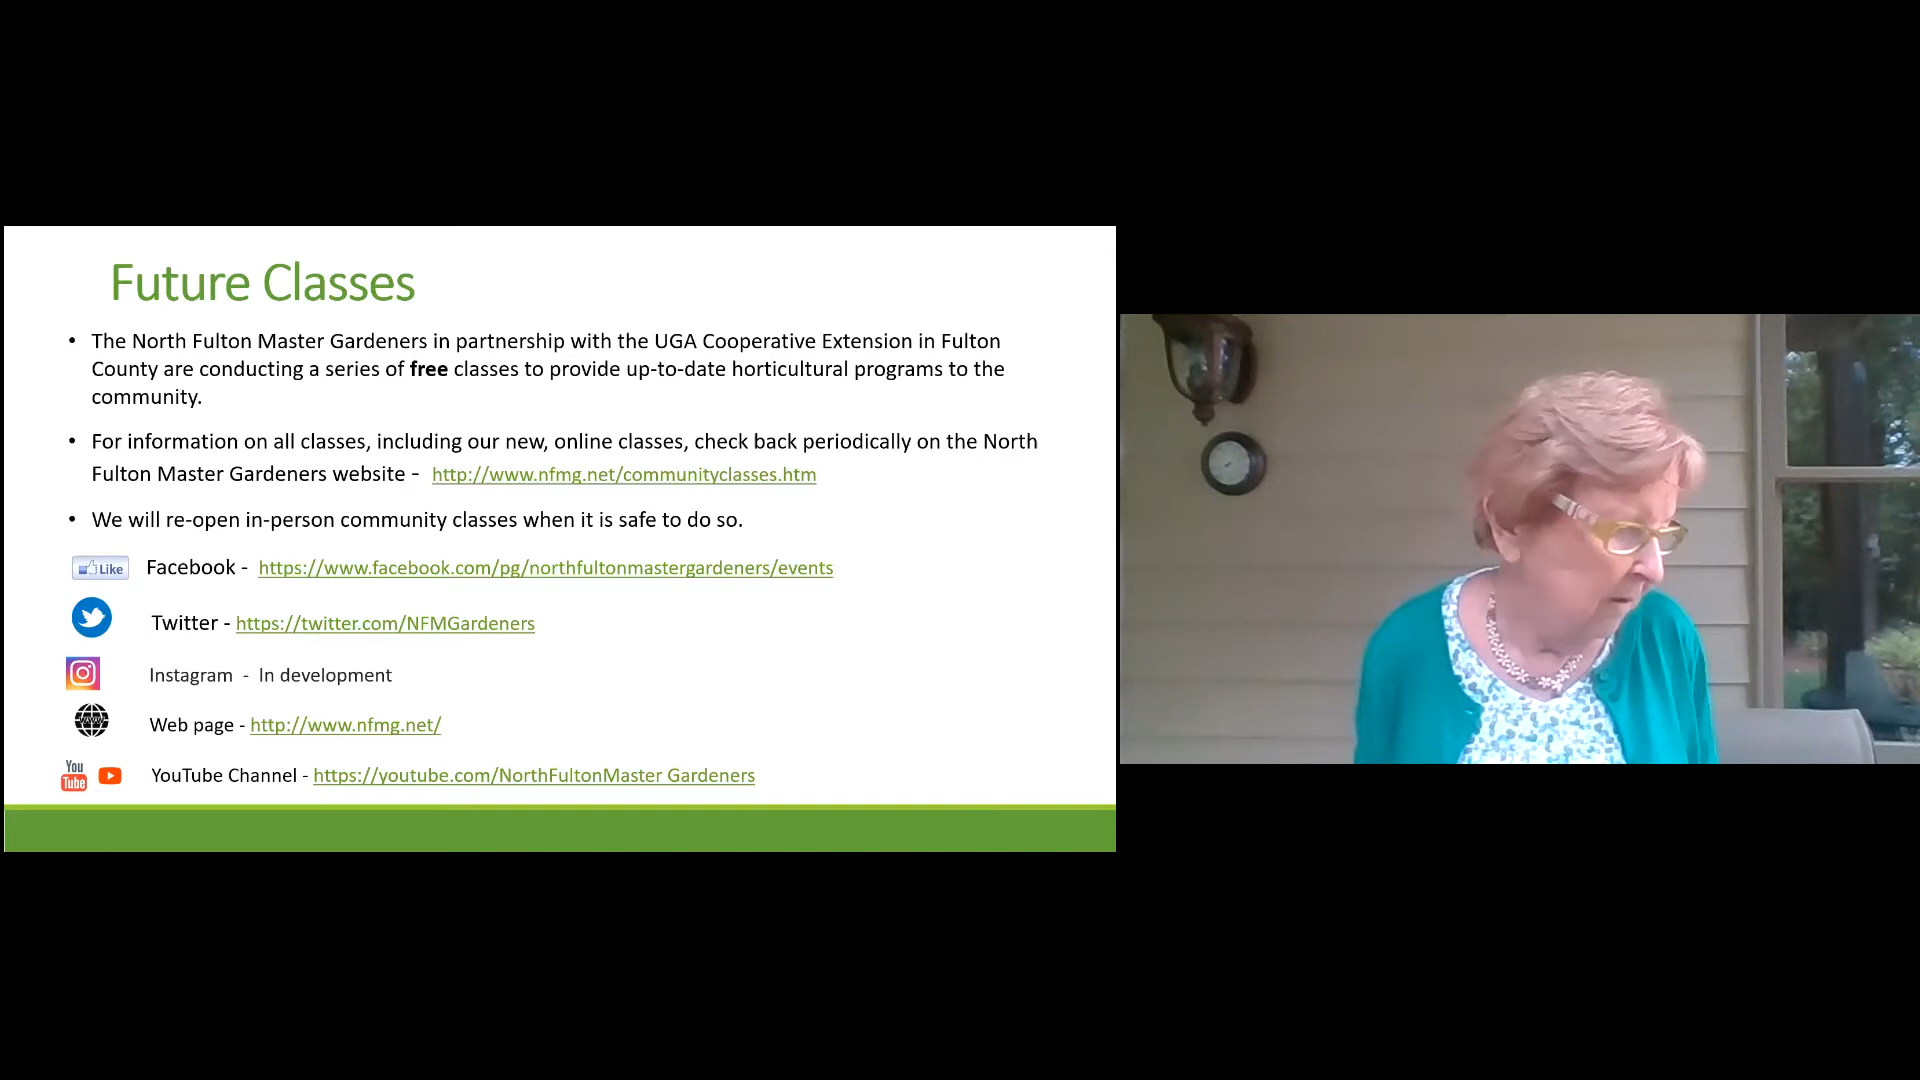 Future Classes
• The North Fulton Master Gardeners in partnership with the UGA Cooperative Extension in Fulton
County are conducting a series of free classes to provide up-to-date horticultural programs to the
community.
• For information on all classes, including our new, online classes, check back periodically on the North
Fulton Master Gardeners website - http://www.nfmg.net/communityclasses.htm
• We will re-open in-person community classes when it is safe to do so.
Like Facebook - https://www.facebook.com/pg/northfultonmastergardeners/events
Twitter - https://twitter.com/NFMGardeners
Instagram - In development
Web page - http://www.nfmg.net/
You Tube YouTube Channel - https://youtube.com/NorthFultonMaster Gardeners